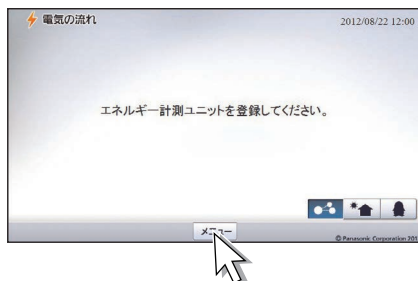 電気の流れ
2012/08/22 12:00
エネルギー計測ユニットを登録してください。
メニュー
© Panasonic Corporation 201